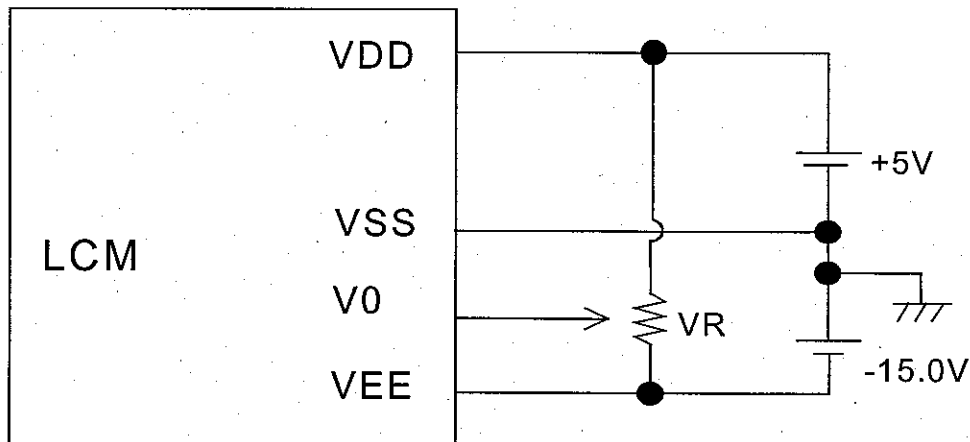 VDD
+5V
VSS
LCM
V0
VR
-15.0V
VEE